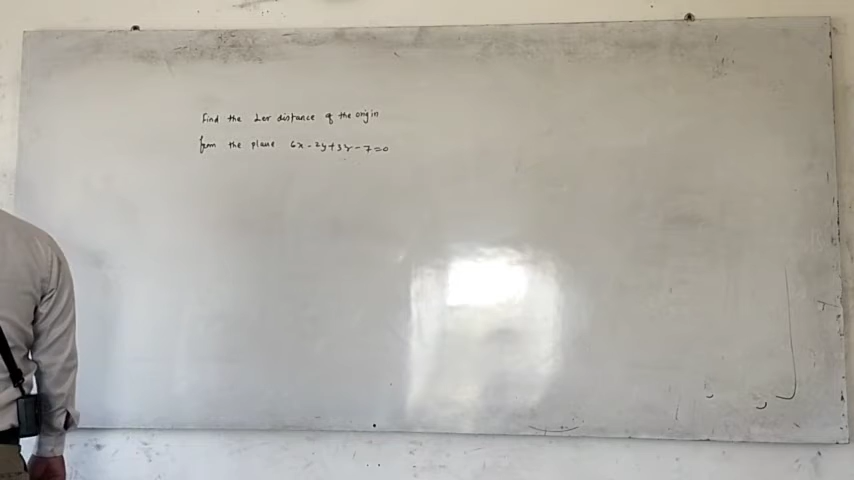 find the ⊥er distance of the origin
from the plane 6x - 2y + 3z - 7 = 0